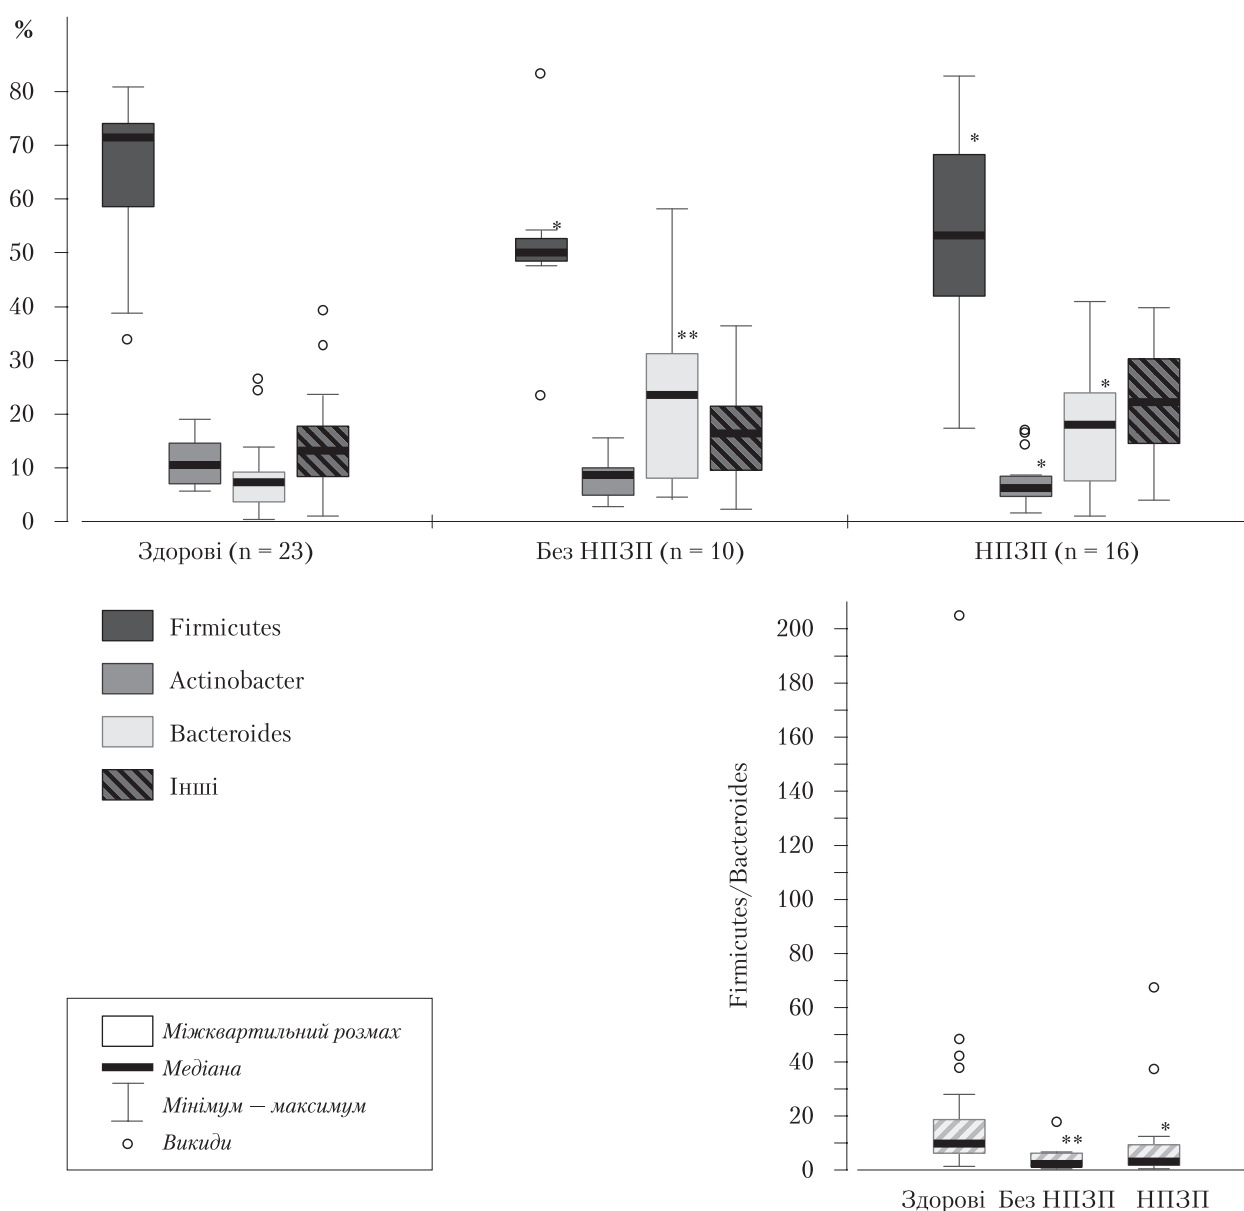 %
80
70
60
50
40
30
20
10
0
*
**
*
*
*
Здорові (n = 23)
Без НПЗП (n = 10)
НПЗП (n = 16)
Firmicutes
Actinobacter
Bacteroides
Інші
Міжквартильний розмах
Медіана
Мінімум — максимум
Викиди
Firmicutes/Bacteroides
200
180
160
140
120
100
80
60
40
20
0
**
*
Здорові Без НПЗП НПЗП